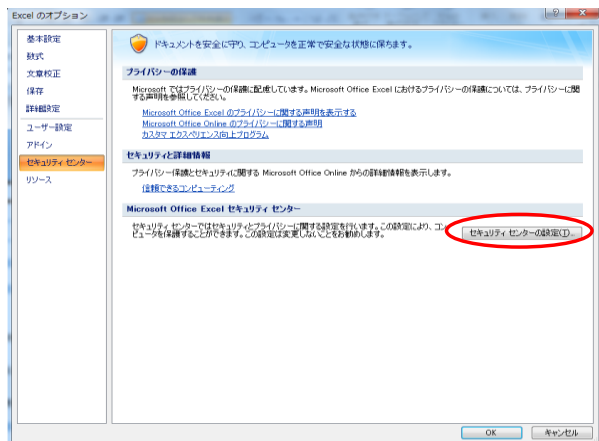 Excel のオプション
基本設定
数式
文章校正
保存
詳細設定
ユーザー設定
アドイン
セキュリティ センター
リソース
ドキュメントを安全に守り、コンピュータを正常で安全な状態に保ちます。
プライバシーの保護
Microsoft ではプライバシーの保護に配慮しています。Microsoft Office Excel におけるプライバシーの保護については、プライバシーに関
する声明を参照してください。
Microsoft Office Excel のプライバシーに関する声明を表示する
Microsoft Office Online のプライバシーに関する声明
カスタマ エクスペリエンス向上プログラム
セキュリティと詳細情報
プライバシー保護とセキュリティに関する Microsoft Office Online からの詳細情報を表示します。
信頼できるコンピューティング
Microsoft Office Excel セキュリティ センター
セキュリティ センターではセキュリティとプライバシーに関する設定を行います。この設定により、コン
ピュータを保護することができます。この設定は変更しないことをお勧めします。
セキュリティ センターの設定(T)...
OK
キャンセル